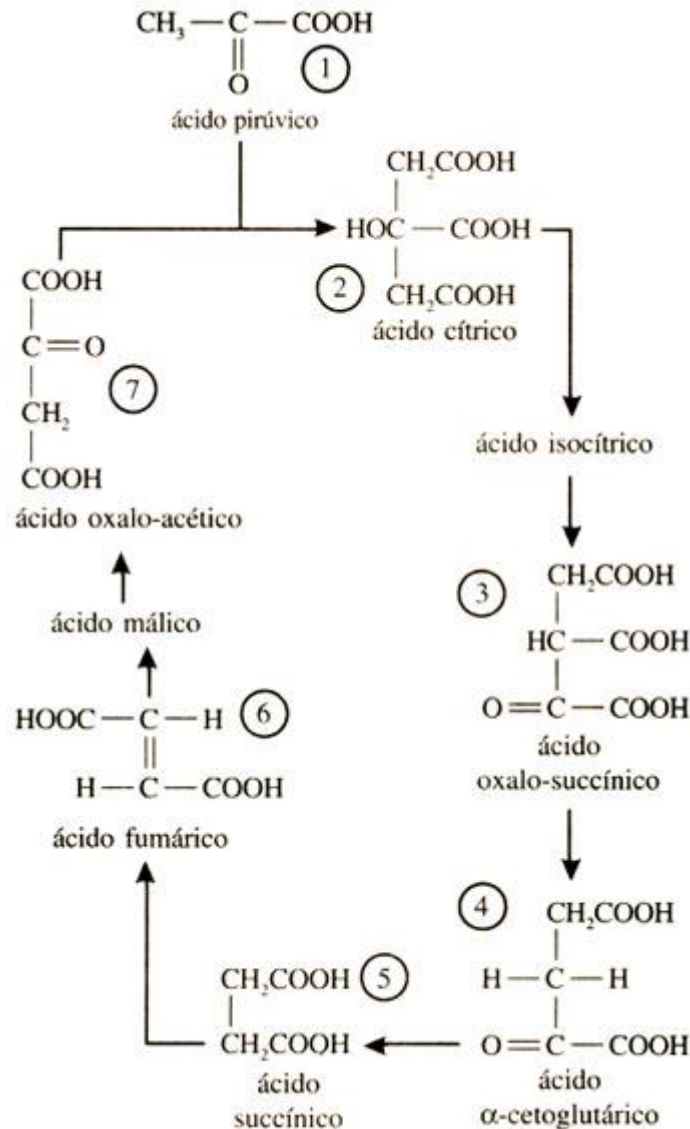 CH₃ — C — COOH
O
1
ácido pirúvico
CH₂COOH
HOC — COOH
2
CH₂COOH
ácido cítrico
ácido isocítrico
3
CH₂COOH
HC — COOH
O = C — COOH
ácido
oxalo-succínico
4
CH₂COOH
H — C — H
O = C — COOH
ácido
α-cetoglutárico
5
CH₂COOH
CH₂COOH
ácido
succínico
6
HOOC — C — H
H — C — COOH
ácido fumárico
ácido málico
COOH
C = O
7
CH₂
COOH
ácido oxalo-acético